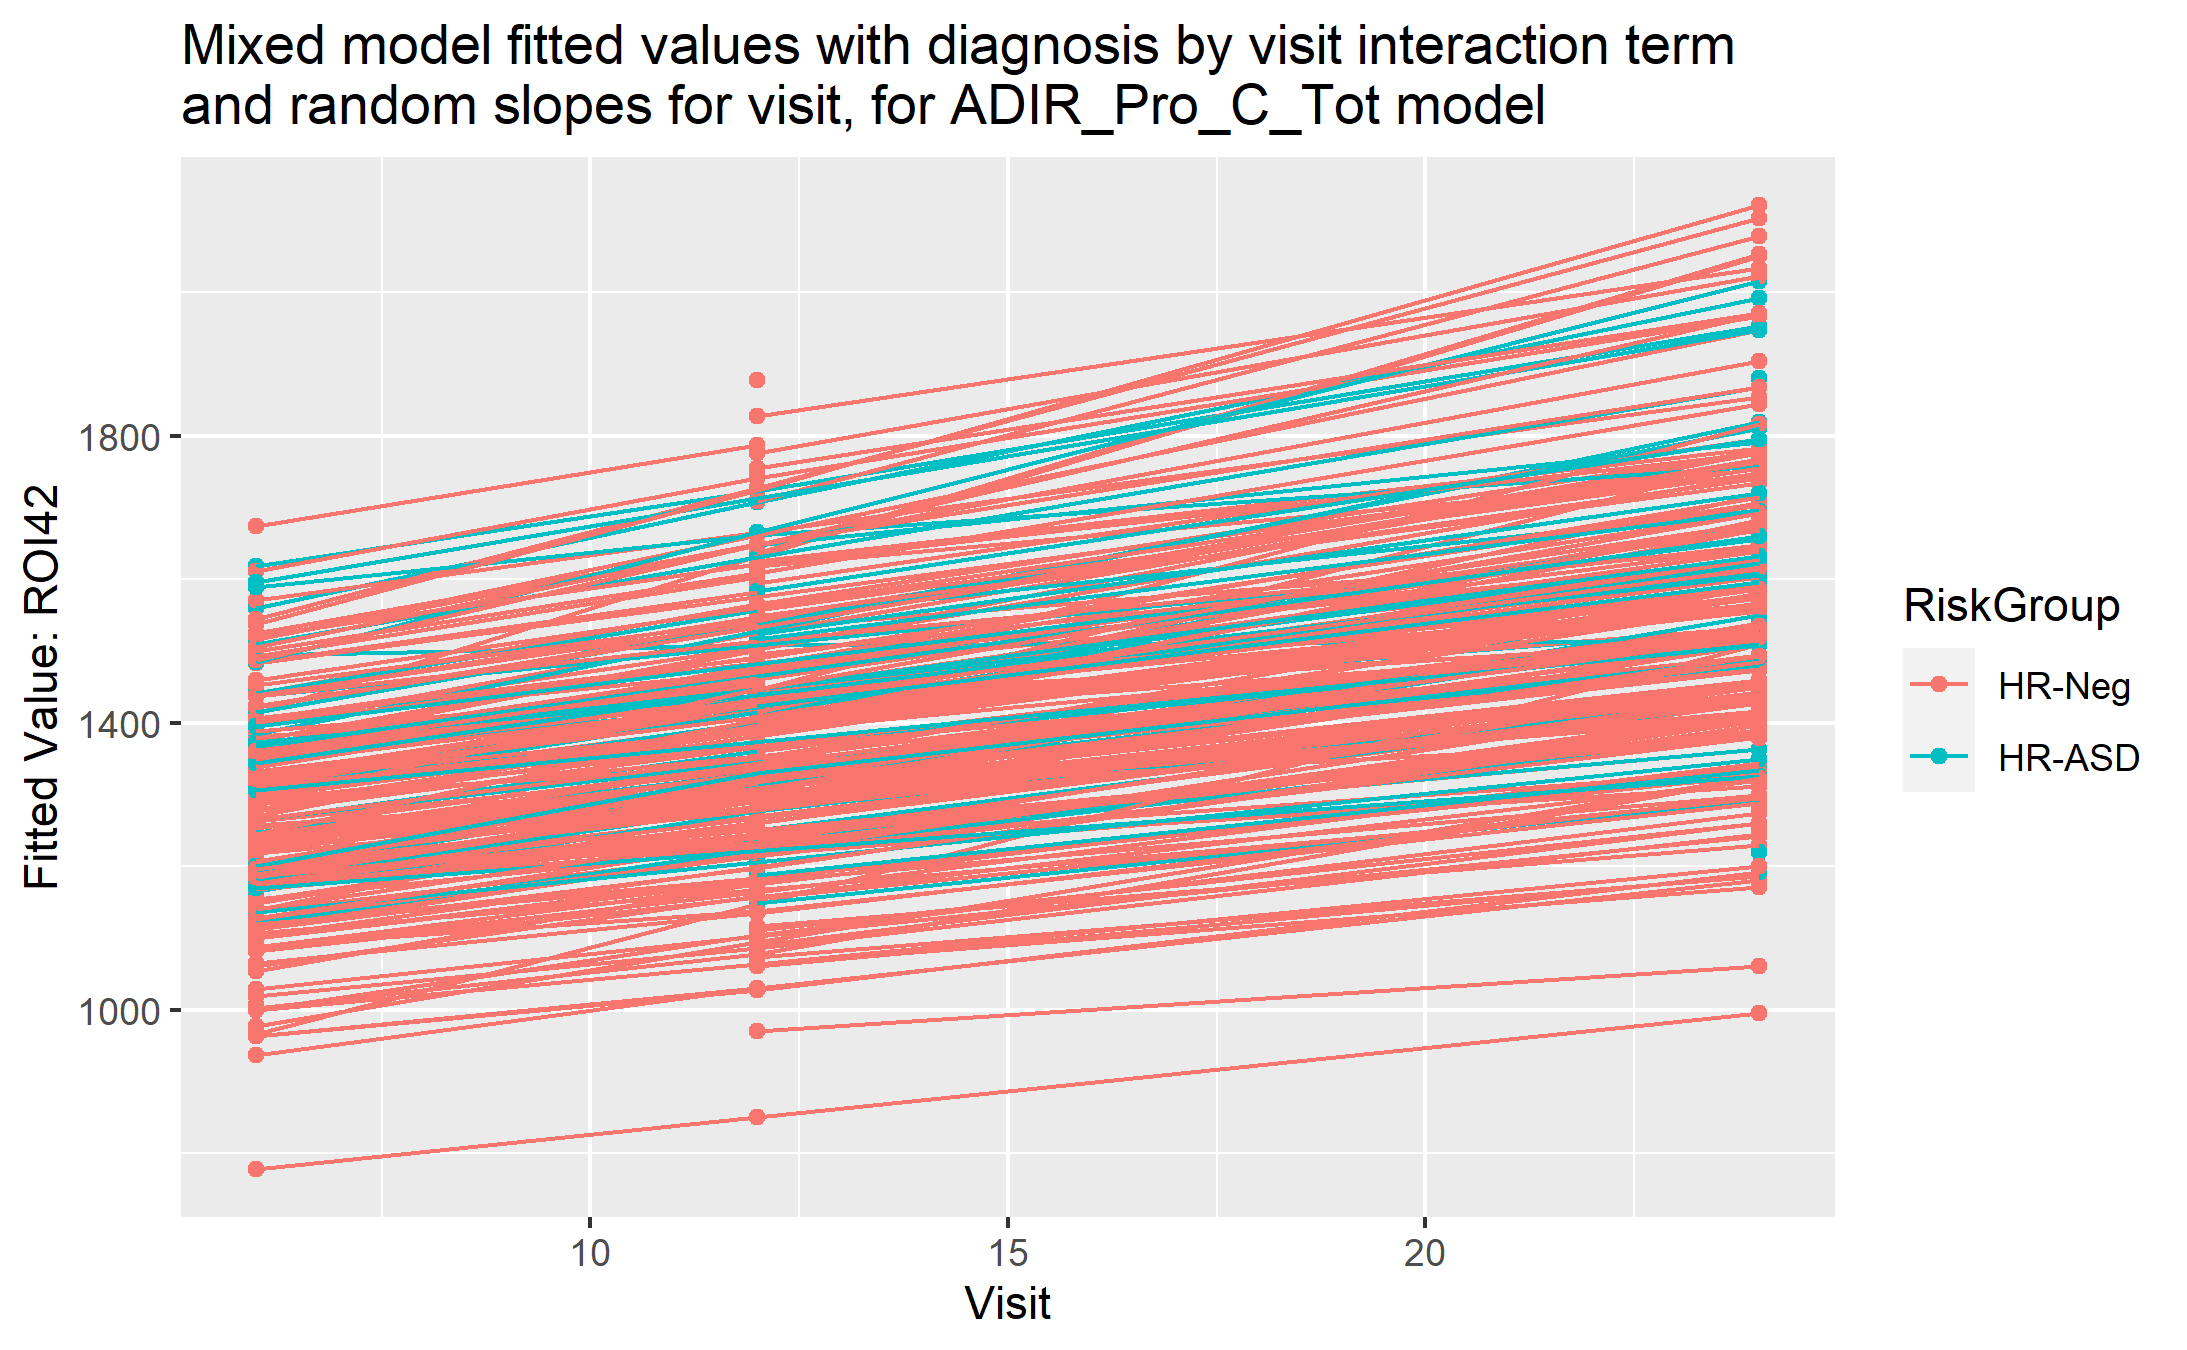 Mixed model fitted values with diagnosis by visit interaction term
and random slopes for visit, for ADIR_Pro_C_Tot model
Fitted Value: ROI42
1800
1400
1000
10
15
20
Visit
RiskGroup
HR-Neg
HR-ASD